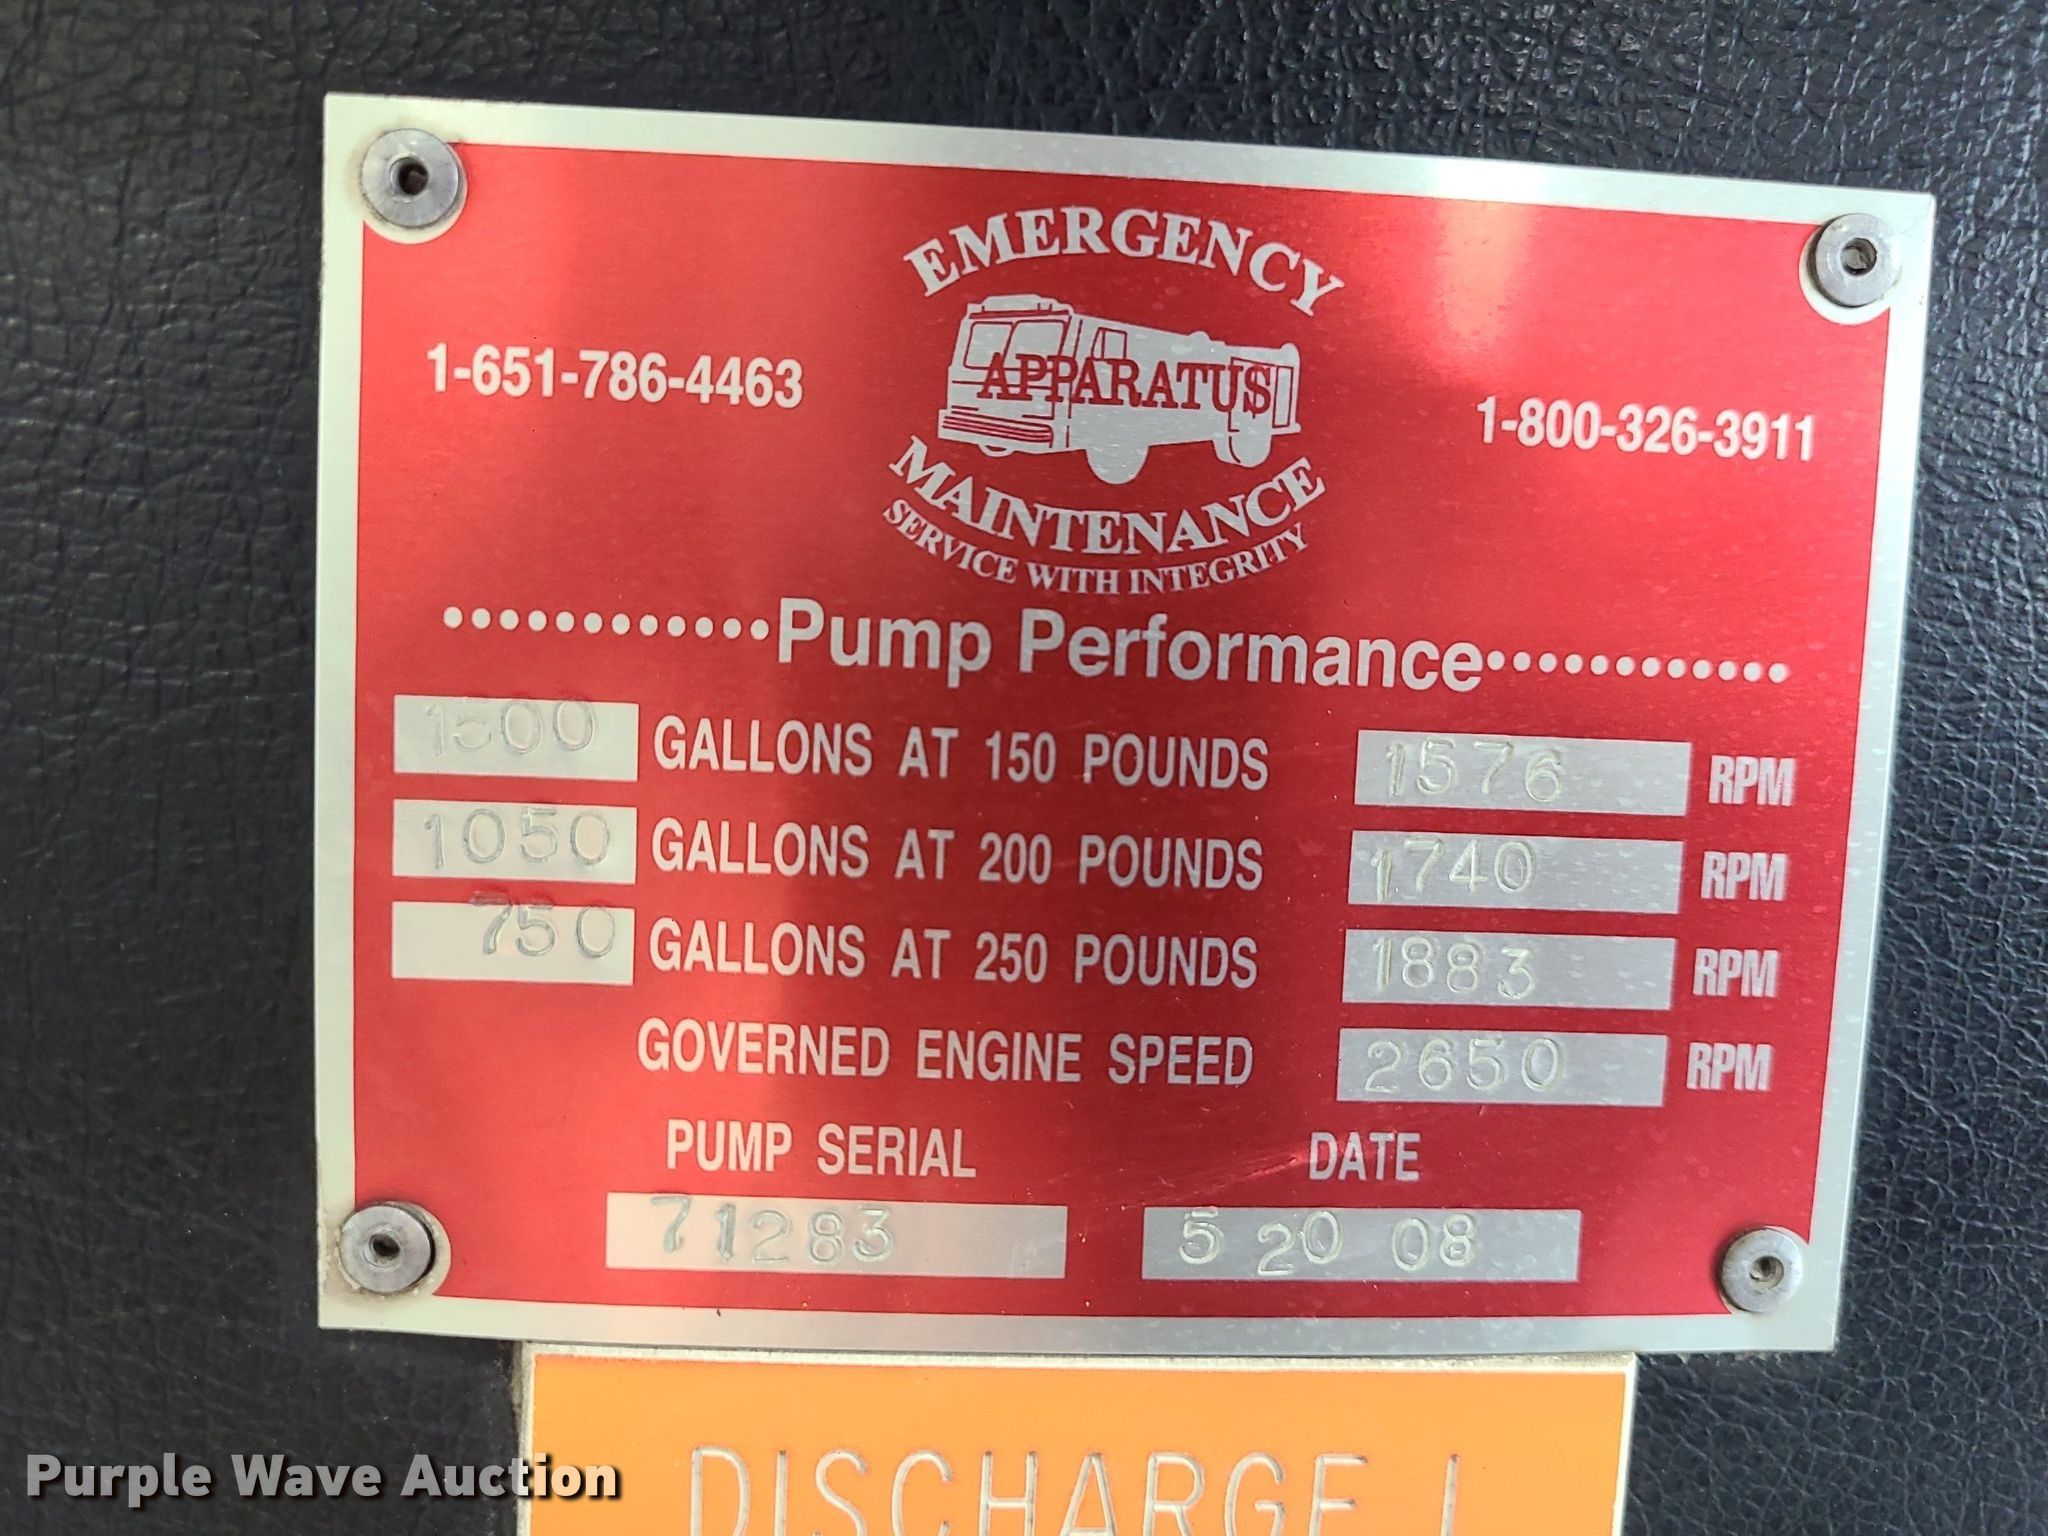 EMERGENCY
APPARATUS
MAINTENANCE
SERVICE WITH INTEGRITY
1-651-786-4463
1-800-326-3911
Pump Performance
1500 GALLONS AT 150 POUNDS 1576 RPM
1050 GALLONS AT 200 POUNDS 1740 RPM
750 GALLONS AT 250 POUNDS 1883 RPM
GOVERNED ENGINE SPEED 2650 RPM
PUMP SERIAL DATE
71283 5 20 08
DISCHARGE
Purple Wave Auction